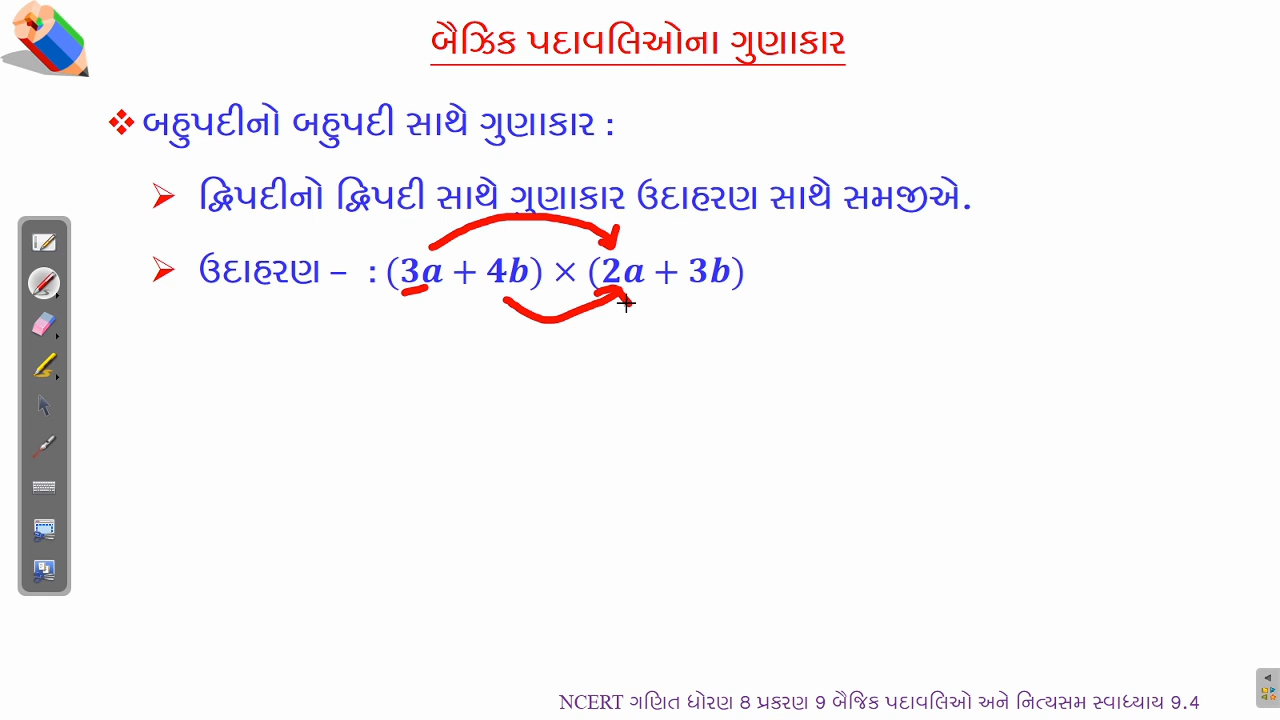 બૈઝિક પદાવલિઓના ગુણાકાર
❖ બહુપદીનો બહુપદી સાથે ગુણાકાર :
➢ દ્વિપદીનો દ્વિપદી સાથે ગુણાકાર ઉદાહરણ સાથે સમજીએ.
➢ ઉદાહરણ – : (3a + 4b) × (2a + 3b)
NCERT ગણિત ધોરણ 8 પ્રકરણ 9 બૈજિક પદાવલિઓ અને નિત્યસમ સ્વાધ્યાય 9.4